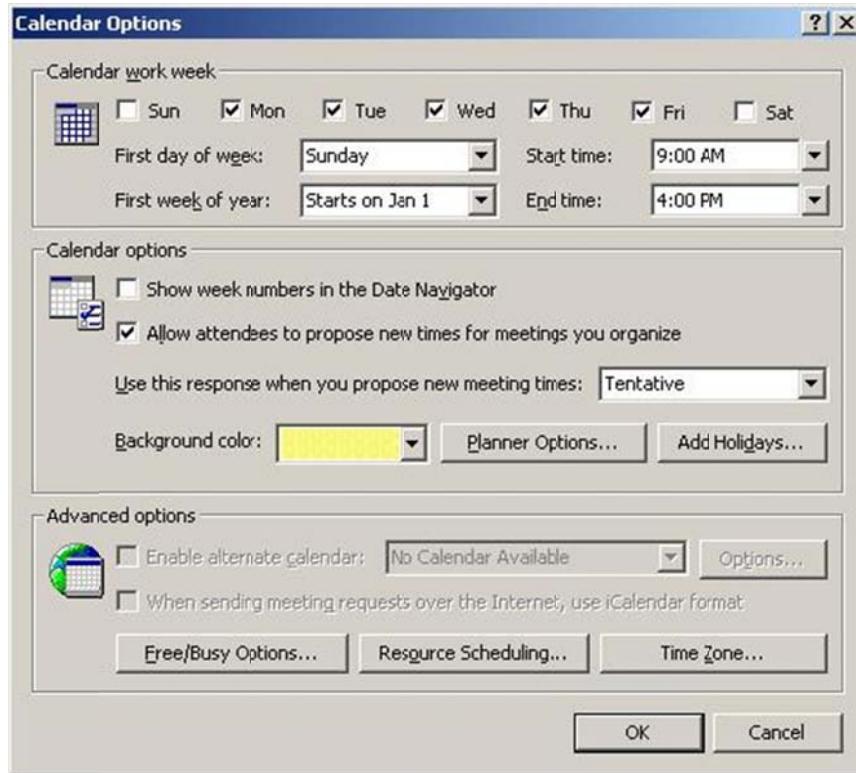 Calendar Options
Calendar work week
Sun Mon Tue Wed Thu Fri Sat
First day of week: Sunday Start time: 9:00 AM
First week of year: Starts on Jan 1 End time: 4:00 PM
Calendar options
Show week numbers in the Date Navigator
Allow attendees to propose new times for meetings you organize
Use this response when you propose new meeting times: Tentative
Background color: Planner Options... Add Holidays...
Advanced options
Enable alternate calendar: No Calendar Available Options...
When sending meeting requests over the Internet, use iCalendar format
Free/Busy Options... Resource Scheduling... Time Zone...
OK Cancel